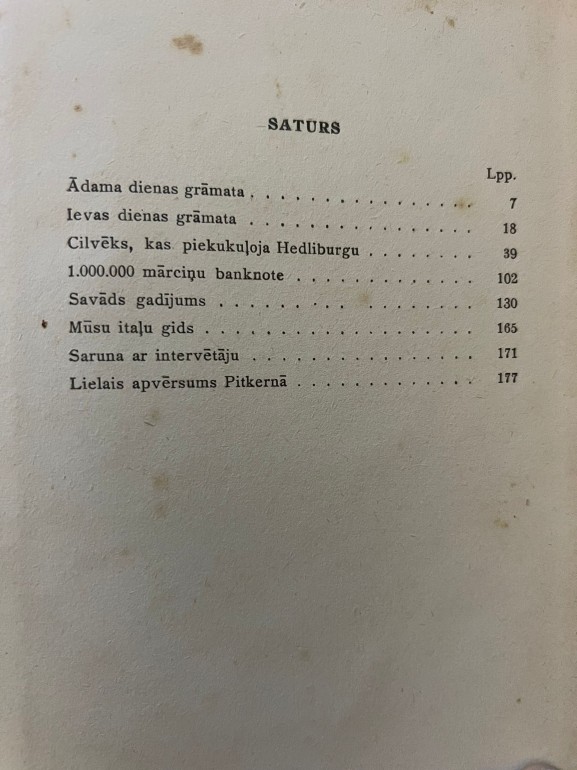 SATURS
Lpp.
Ādama dienas grāmata . . . . . . . . . . . . . . . 7
Ievas dienas grāmata . . . . . . . . . . . . . . . 18
Cilvēks, kas piekukuļoja Hedliburgu . . . . . . . 39
1.000.000 mārciņu banknote . . . . . . . . . . . . 102
Savāds gadījums . . . . . . . . . . . . . . . . . 130
Mūsu itaļu gids . . . . . . . . . . . . . . . . . 165
Saruna ar intervētāju . . . . . . . . . . . . . . 171
Lielais apvērsums Pitkernā . . . . . . . . . . . . 177